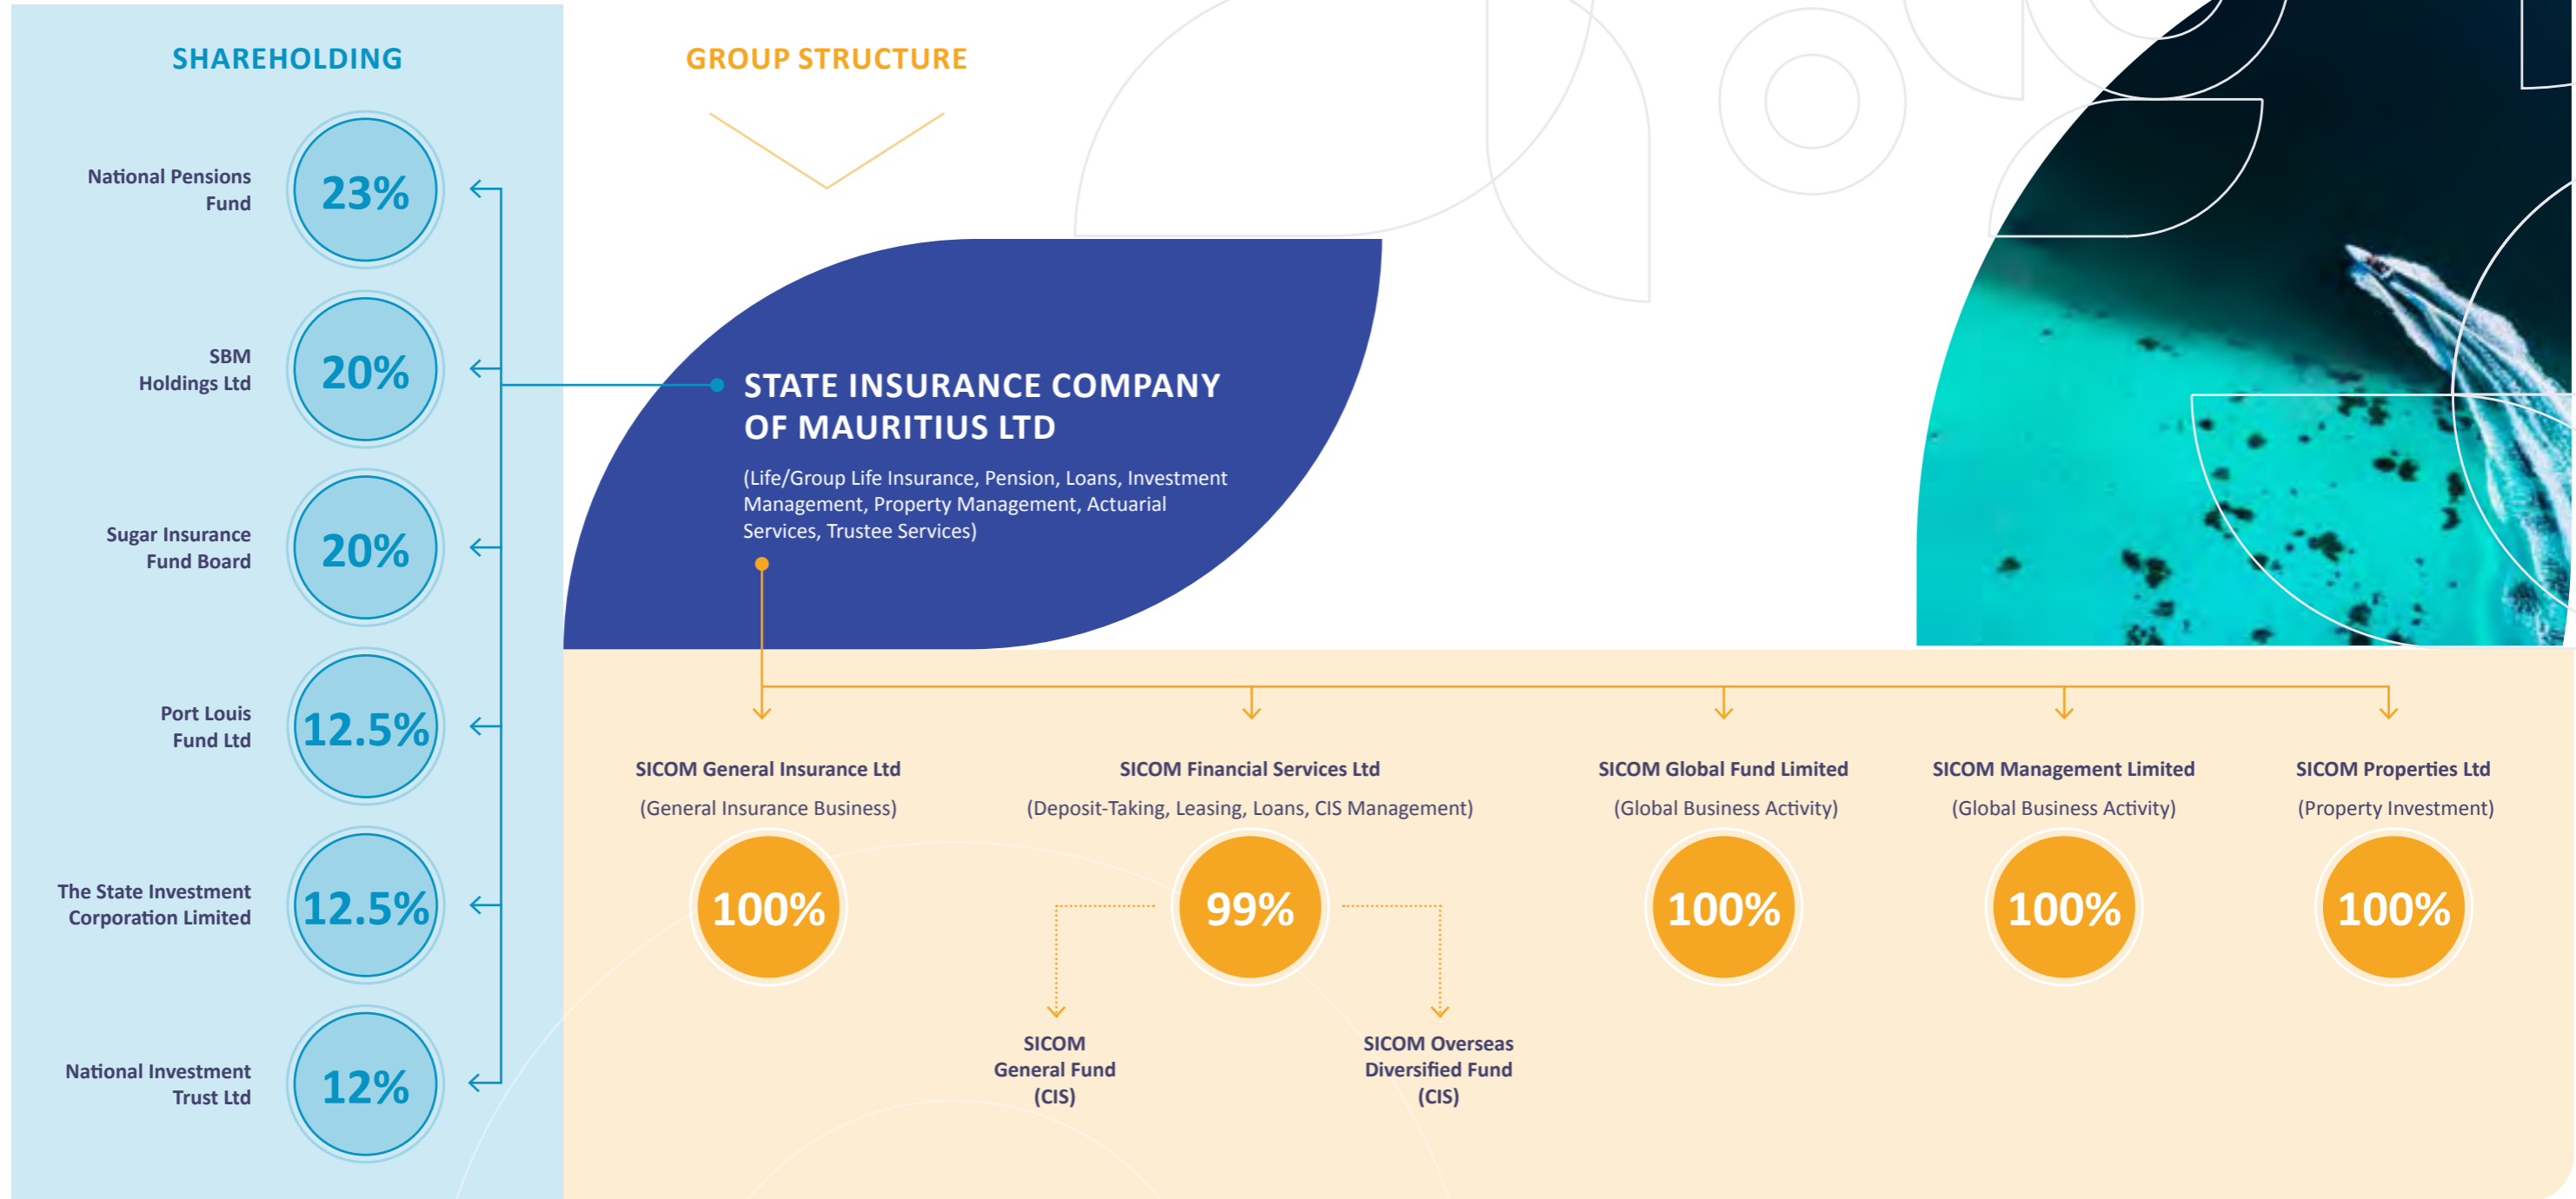 SHAREHOLDING
National Pensions
Fund
23%
SBM
Holdings Ltd
20%
Sugar Insurance
Fund Board
20%
Port Louis
Fund Ltd
12.5%
The State Investment
Corporation Limited
12.5%
National Investment
Trust Ltd
12%
GROUP STRUCTURE
STATE INSURANCE COMPANY
OF MAURITIUS LTD
(Life/Group Life Insurance, Pension, Loans, Investment
Management, Property Management, Actuarial
Services, Trustee Services)
SICOM General Insurance Ltd
(General Insurance Business)
100%
SICOM Financial Services Ltd
(Deposit-Taking, Leasing, Loans, CIS Management)
99%
SICOM
General Fund
(CIS)
SICOM Overseas
Diversified Fund
(CIS)
SICOM Global Fund Limited
(Global Business Activity)
100%
SICOM Management Limited
(Global Business Activity)
100%
SICOM Properties Ltd
(Property Investment)
100%